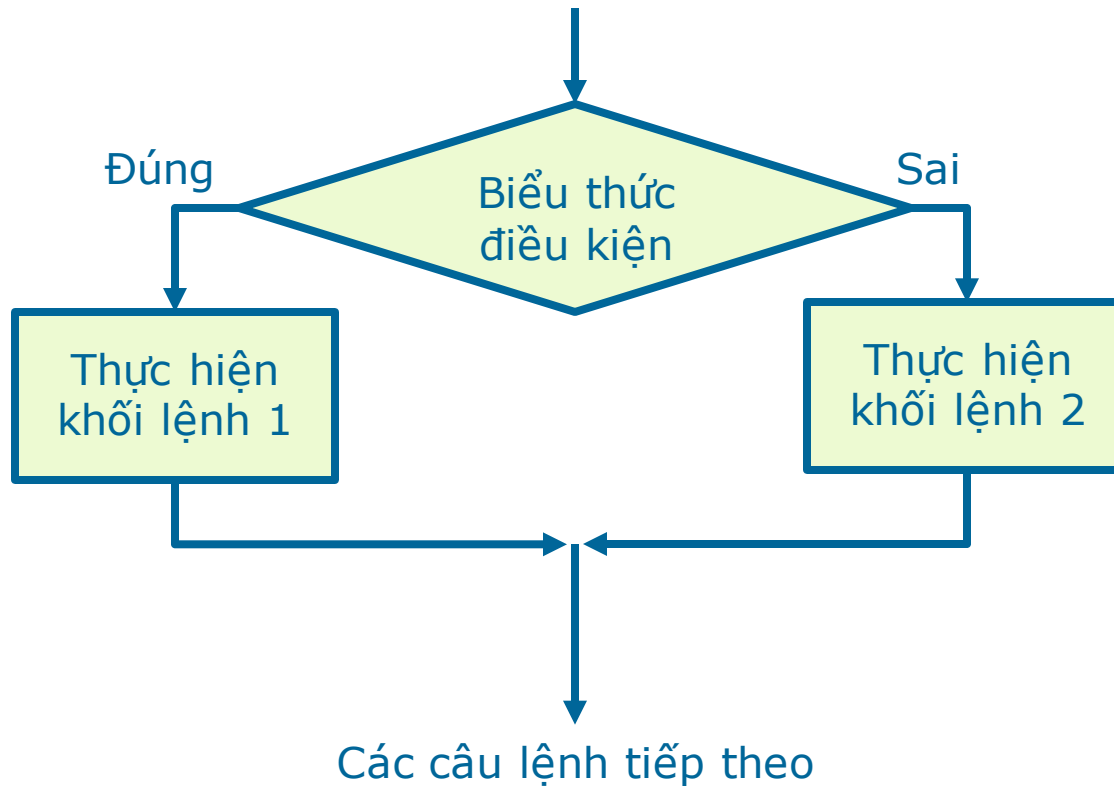 Đúng
Sai
Biểu thức
điều kiện
Thực hiện
khối lệnh 1
Thực hiện
khối lệnh 2
Các câu lệnh tiếp theo